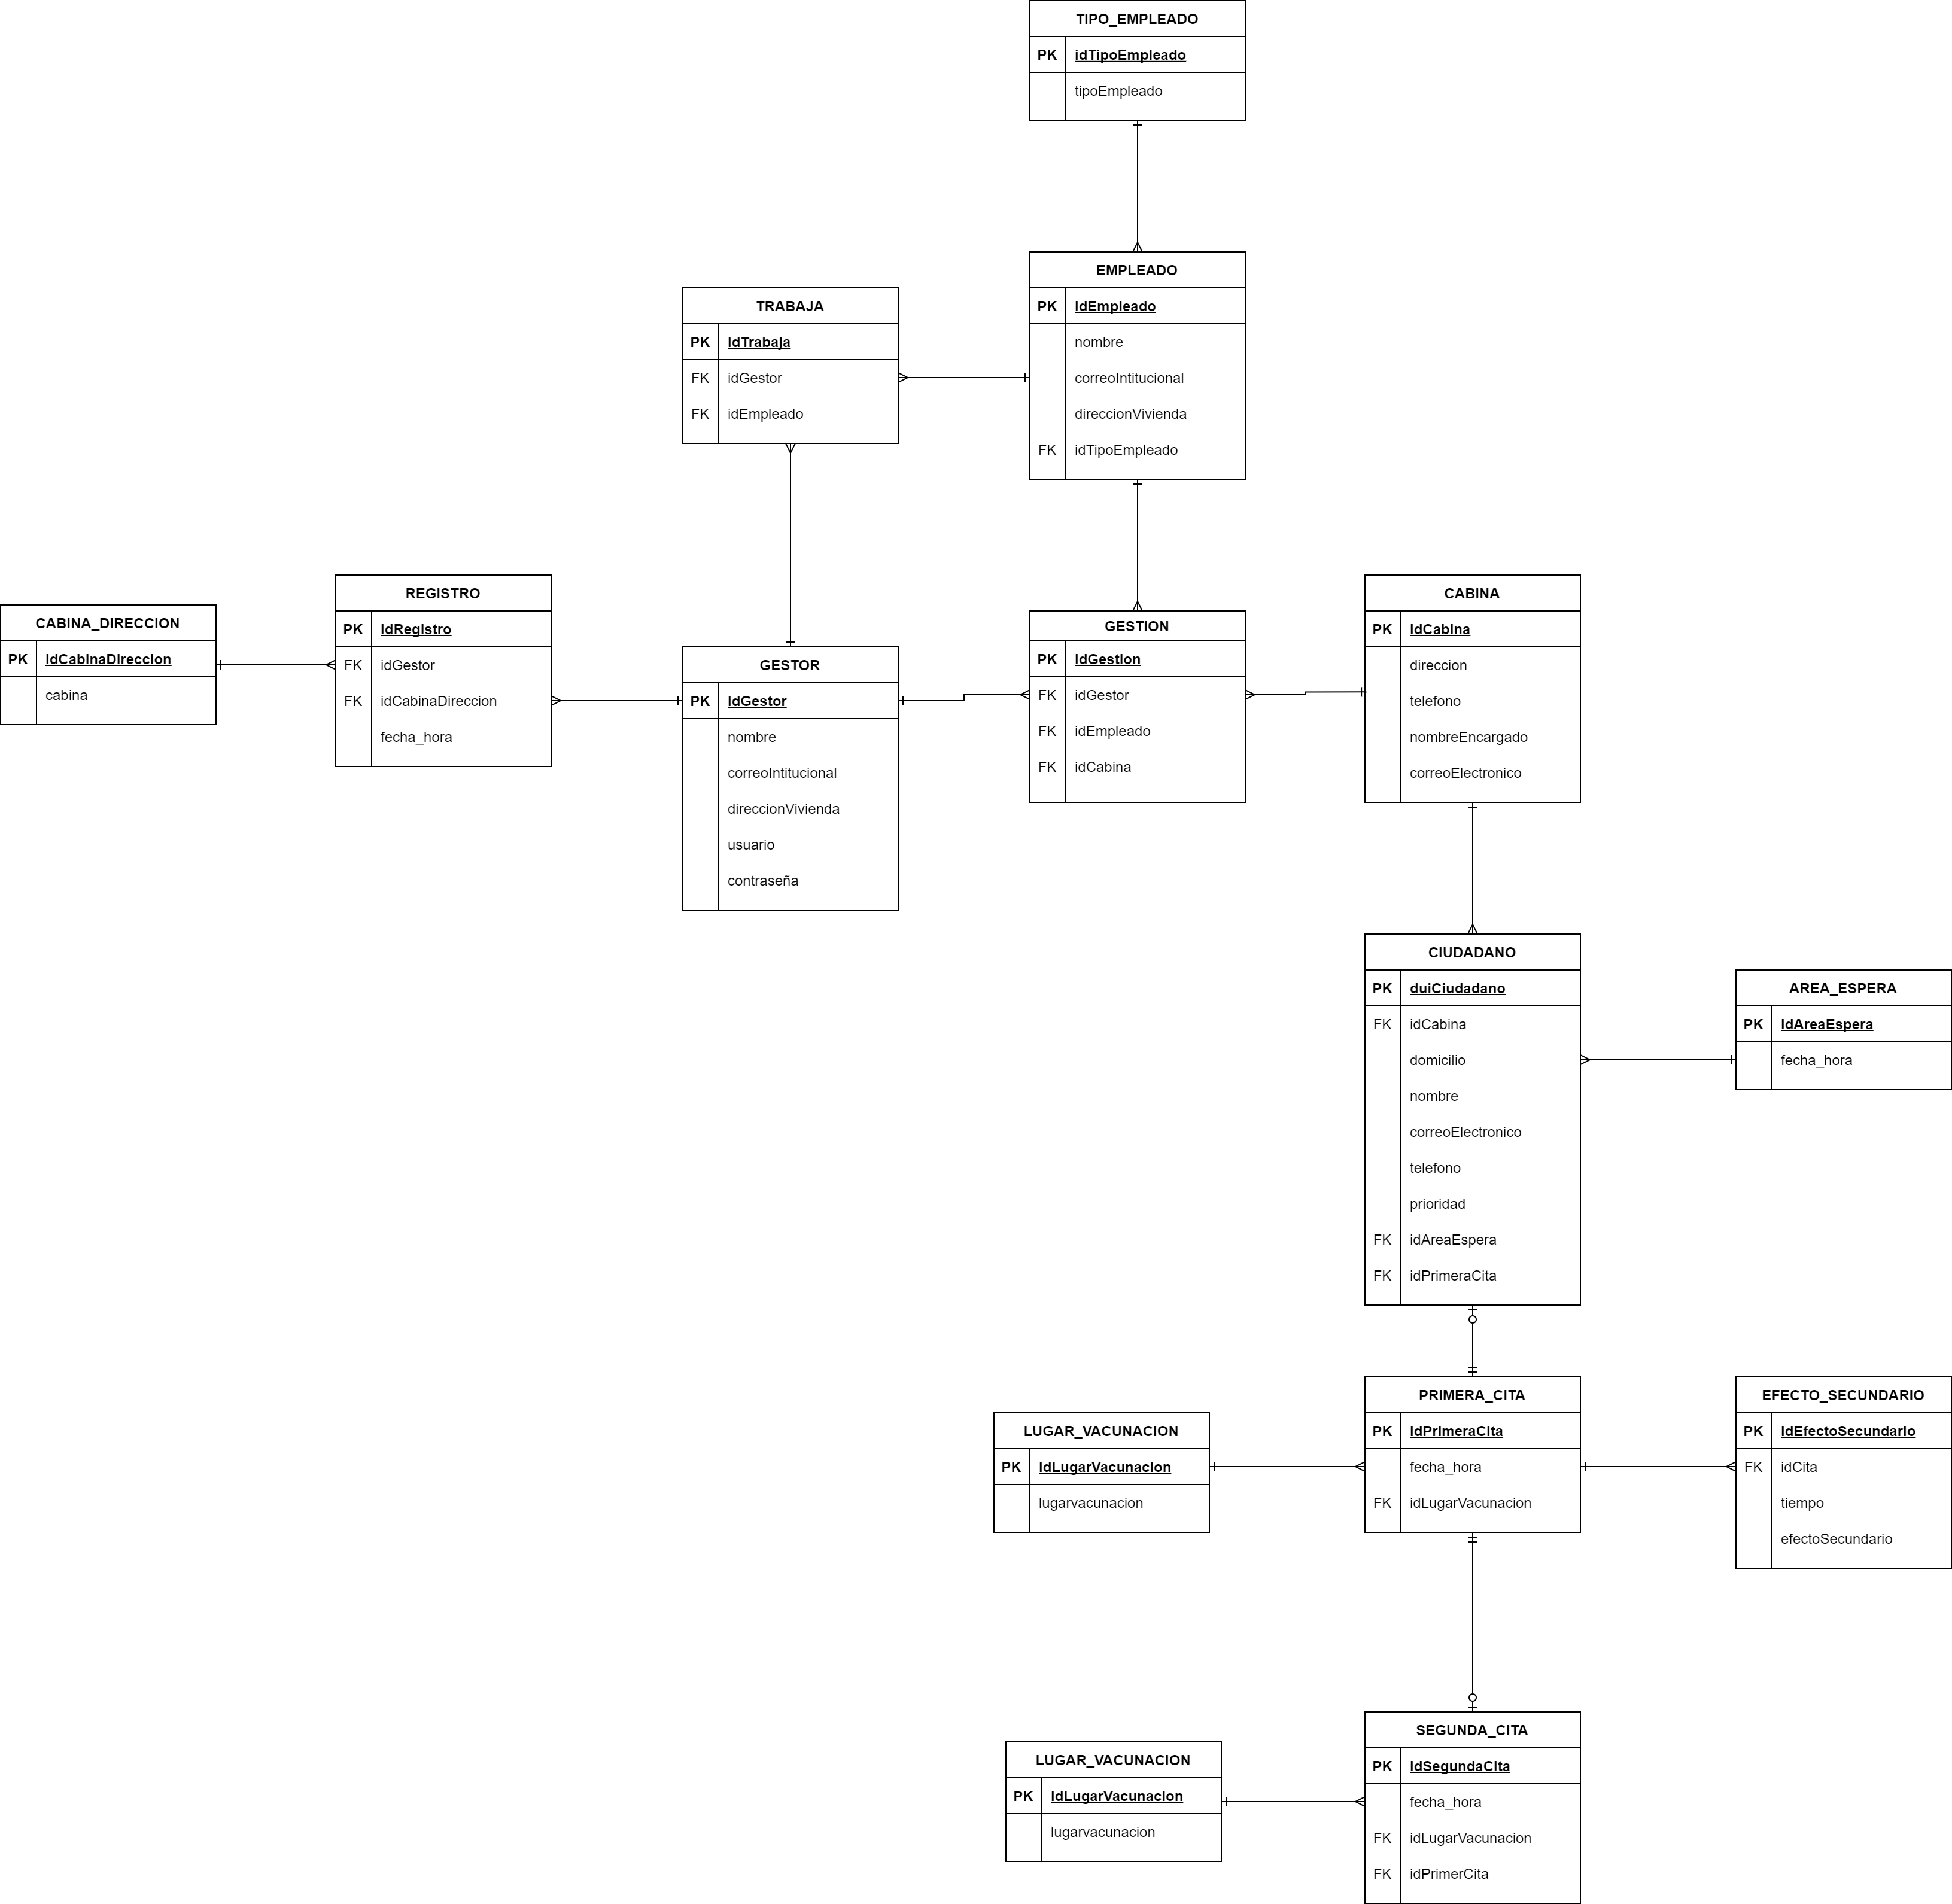 TIPO_EMPLEADO
PK idTipoEmpleado
tipoEmpleado
EMPLEADO
PK idEmpleado
nombre
correoIntitucional
direccionVivienda
FK idTipoEmpleado
TRABAJA
PK idTrabaja
FK idGestor
FK idEmpleado
CABINA_DIRECCION
PK idCabinaDireccion
cabina
REGISTRO
PK idRegistro
FK idGestor
FK idCabinaDireccion
fecha_hora
GESTOR
PK idGestor
nombre
correoIntitucional
direccionVivienda
usuario
contraseña
GESTION
PK idGestion
FK idGestor
FK idEmpleado
FK idCabina
CABINA
PK idCabina
direccion
telefono
nombreEncargado
correoElectronico
CIUDADANO
PK duiCiudadano
FK idCabina
domicilio
nombre
correoElectronico
telefono
prioridad
FK idAreaEspera
FK idPrimeraCita
AREA_ESPERA
PK idAreaEspera
fecha_hora
LUGAR_VACUNACION
PK idLugarVacunacion
lugarvacunacion
PRIMERA_CITA
PK idPrimeraCita
fecha_hora
FK idLugarVacunacion
EFECTO_SECUNDARIO
PK idEfectoSecundario
FK idCita
tiempo
efectoSecundario
LUGAR_VACUNACION
PK idLugarVacunacion
lugarvacunacion
SEGUNDA_CITA
PK idSegundaCita
fecha_hora
FK idLugarVacunacion
FK idPrimerCita